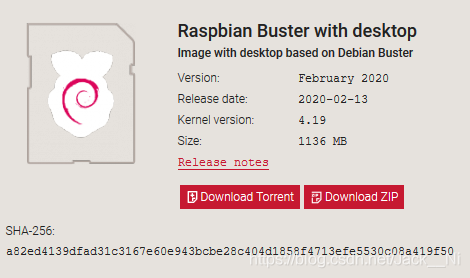 Raspbian Buster with desktop
Image with desktop based on Debian Buster
Version: February 2020
Release date: 2020-02-13
Kernel version: 4.19
Size: 1136 MB
Release notes
Download Torrent Download ZIP
SHA-256:
a82ed4139dfad31c3167e60e943bcbe28c404d1858f4713efe5530c08a419f50
https://blog.csdn.net/Jack__Ni